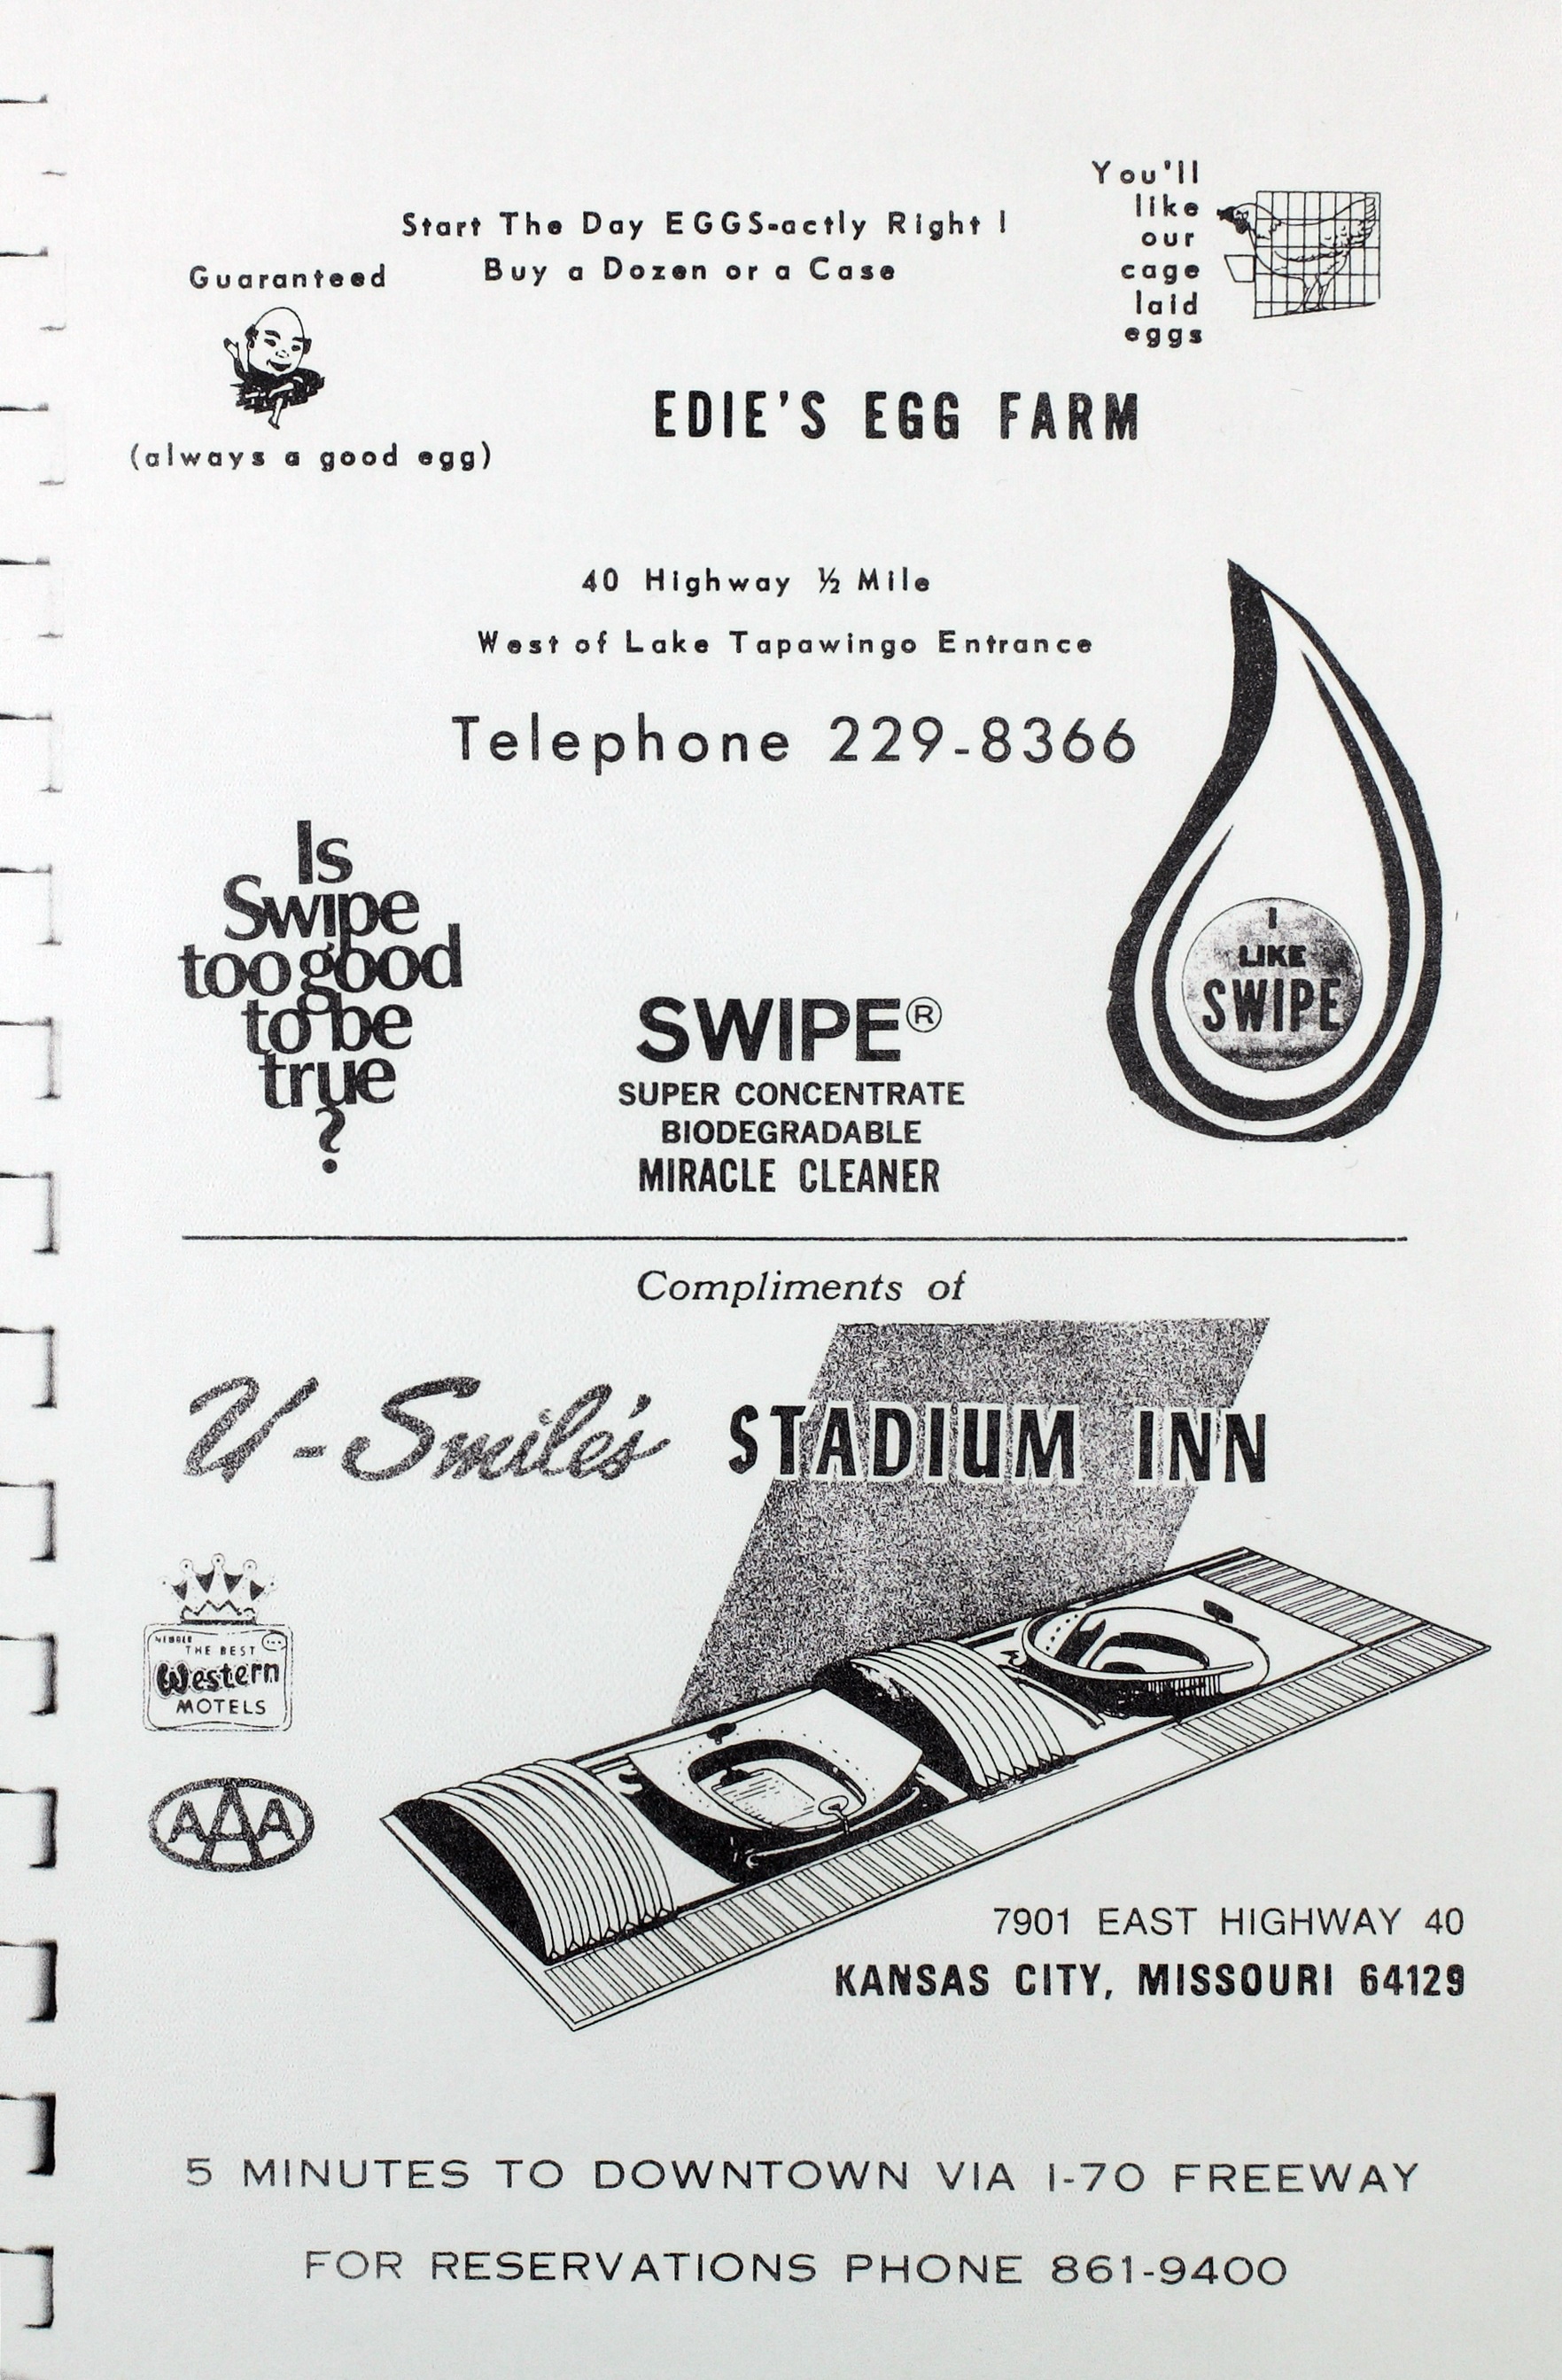 Start The Day EGGS-actly Right !
Buy a Dozen or a Case
Guaranteed
(always a good egg)
You'll
like
our
cage
laid
eggs
EDIE'S EGG FARM
40 Highway ½ Mile
West of Lake Tapawingo Entrance
Telephone 229-8366
Is
Swipe
too good
to be
true
?
SWIPE®
SUPER CONCENTRATE
BIODEGRADABLE
MIRACLE CLEANER
I
LIKE
SWIPE
Compliments of
U-Smile's STADIUM INN
MEMBER
THE BEST
Western
MOTELS
AAA
7901 EAST HIGHWAY 40
KANSAS CITY, MISSOURI 64129
5 MINUTES TO DOWNTOWN VIA I-70 FREEWAY
FOR RESERVATIONS PHONE 861-9400